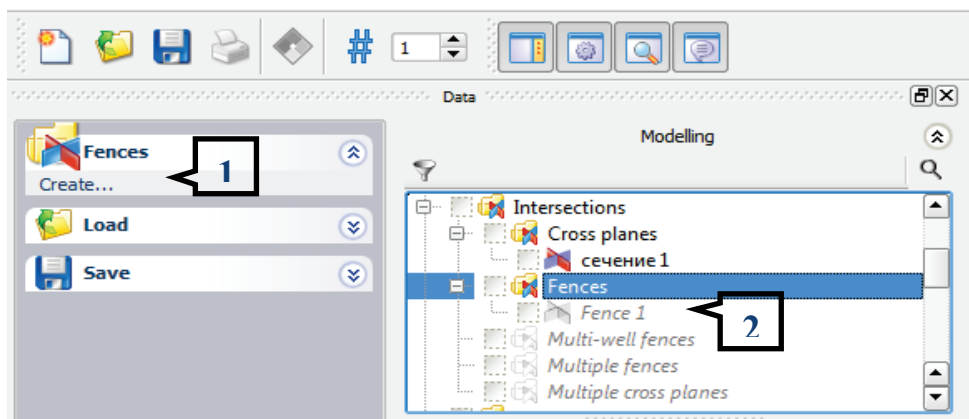 1
Data
Fences
Create...
1
Load
Save
Modelling
Intersections
Cross planes
сечение 1
Fences
Fence 1
2
Multi-well fences
Multiple fences
Multiple cross planes